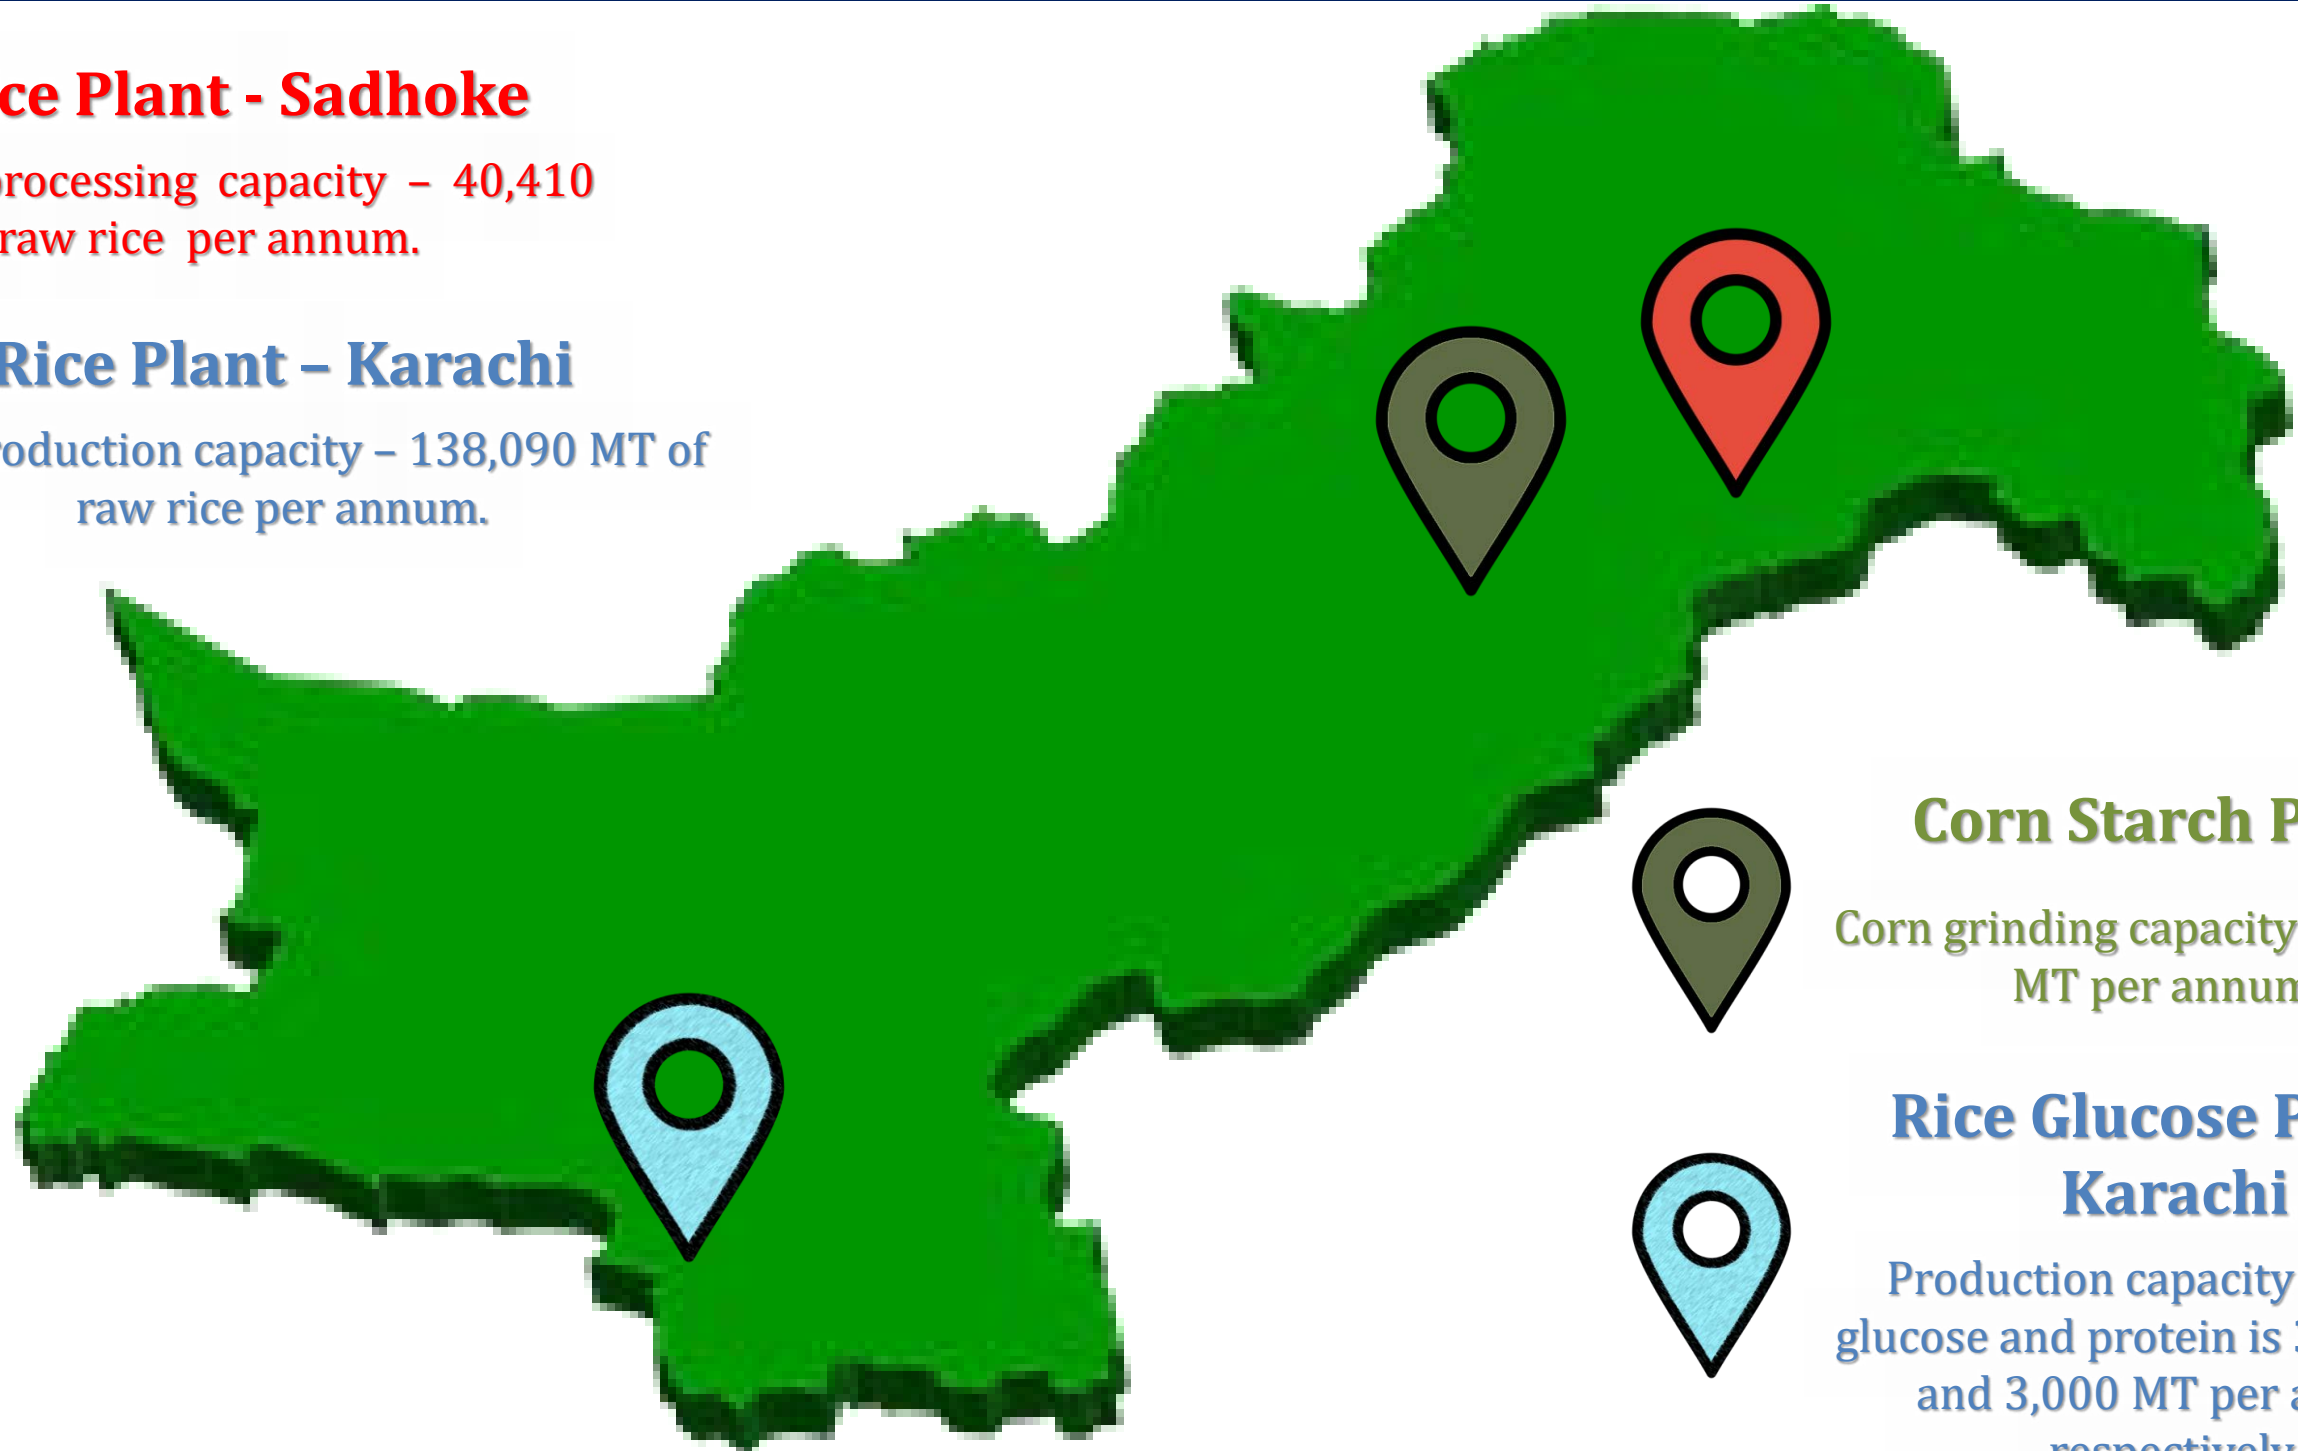 ce Plant - Sadhoke
rocessing capacity – 40,410
raw rice per annum.
Rice Plant – Karachi
oduction capacity – 138,090 MT of
raw rice per annum.
Corn Starch P
Corn grinding capacity
MT per annum
Rice Glucose P
Karachi
Production capacity
glucose and protein is
and 3,000 MT per a
respectively